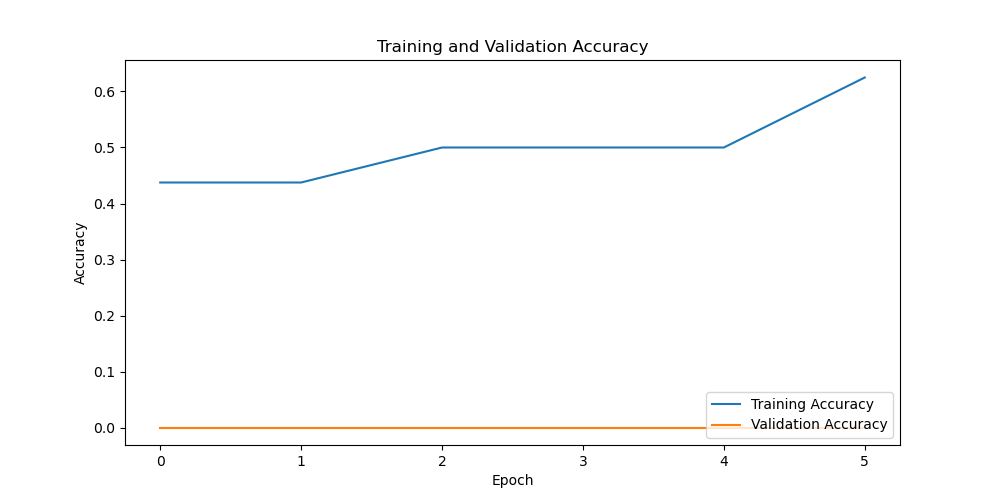 Training and Validation Accuracy
Accuracy
0.6
0.5
0.4
0.3
0.2
0.1
0.0
Training Accuracy
Validation Accuracy
0 1 2 3 4 5
Epoch